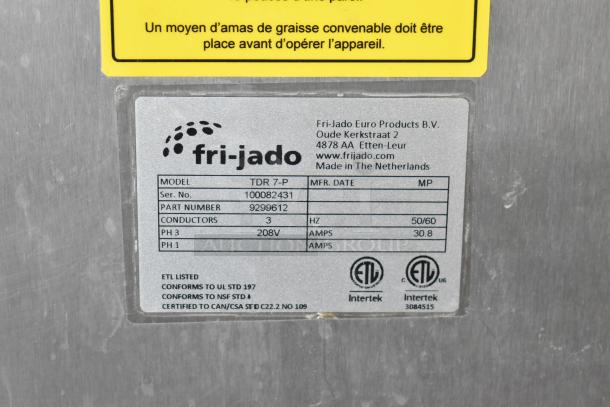 Un moyen d'amas de graisse convenable doit être
place avant d'opérer l'appareil.
fri-jado
Fri-Jado Euro Products B.V.
Oude Kerkstraat 2
4878 AA Etten-Leur
www.frijado.com
Made in The Netherlands
MODEL TDR 7-P MFR. DATE MP
Ser. No. 100082431
PART NUMBER 9299612
CONDUCTORS 3 HZ 50/60
PH 3 208V AMPS 30.8
PH 1 AMPS
ETL LISTED
CONFORMS TO UL STD 197
CONFORMS TO NSF STD 4
CERTIFIED TO CAN/CSA STD C22.2 NO 109
ETL
Intertek
C ETL US
Intertek
3084515